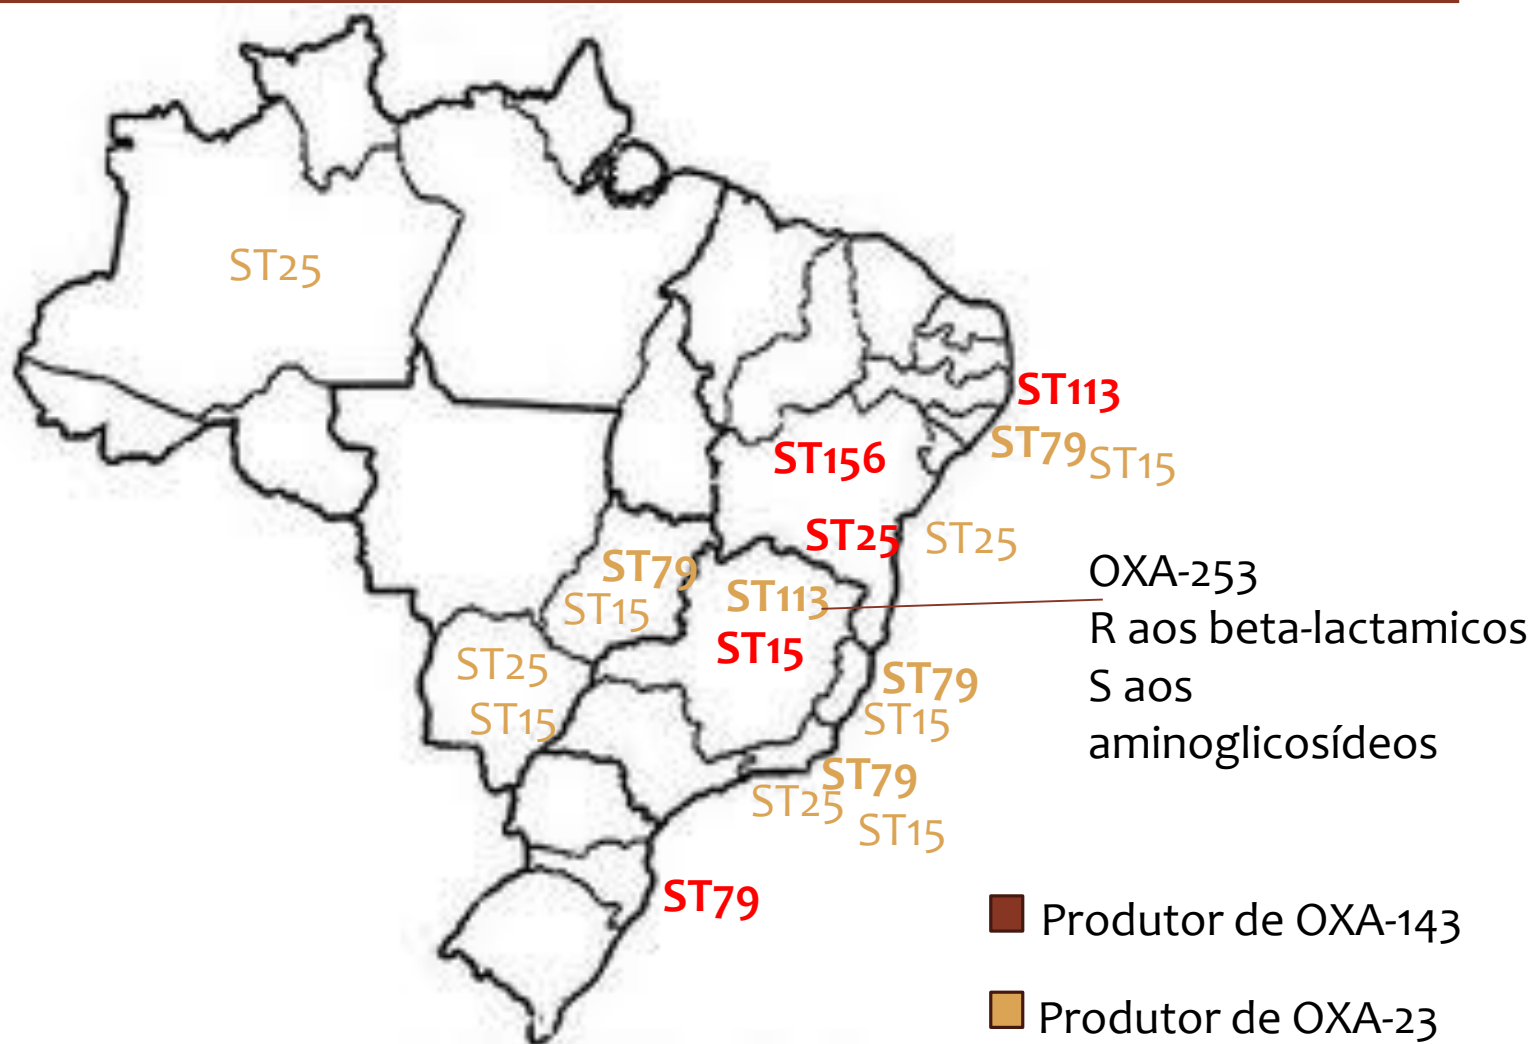 ST25
ST113
ST79 ST15
ST156
ST25 ST25
ST79
ST15
ST113
ST15
OXA-253
R aos beta-lactamicos
S aos
aminoglicosídeos
ST25
ST15
ST79
ST15
ST79
ST25
ST15
ST79
Produtor de OXA-143
Produtor de OXA-23